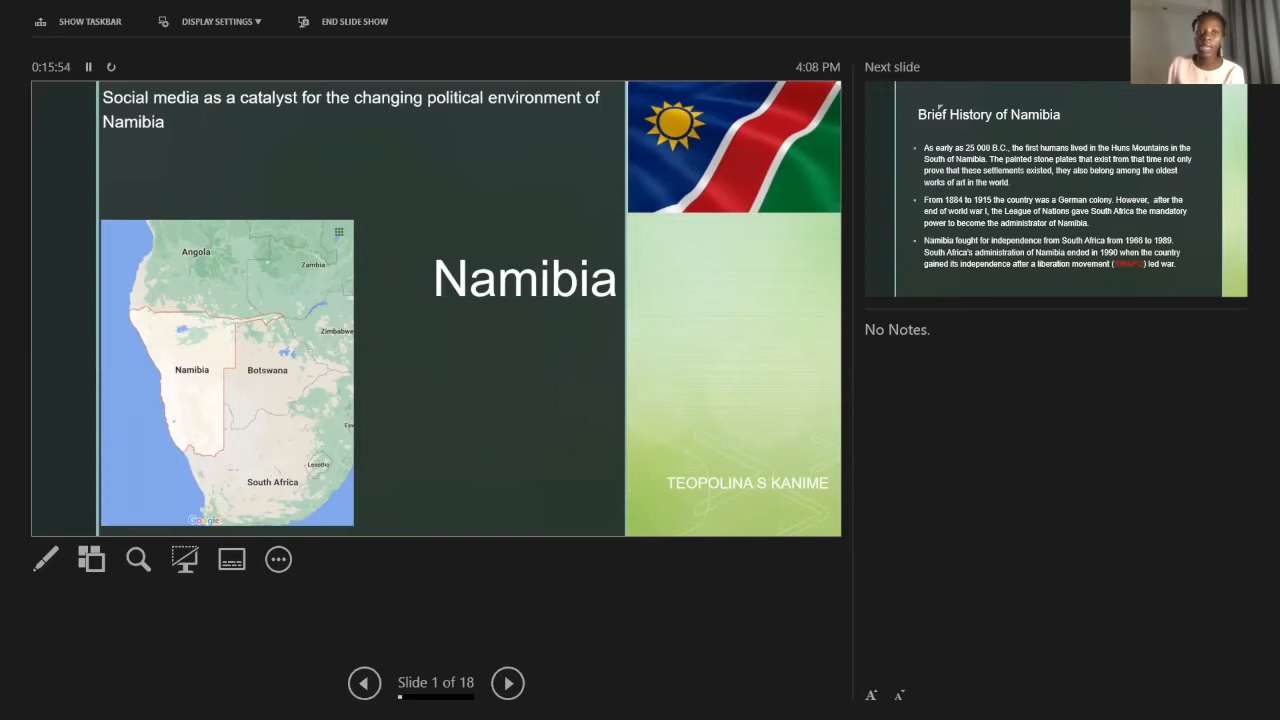 SHOW TASKBAR
DISPLAY SETTINGS
END SLIDE SHOW
0:15:54
4:08 PM
Social media as a catalyst for the changing political environment of
Namibia
Angola
Zambia
Zimbabwe
Namibia
Botswana
South Africa
Lesotho
Google
Namibia
TEOPOLINA S KANIME
Slide 1 of 18
Next slide
Brief History of Namibia
• As early as 25 000 B.C., the first humans lived in the Huns Mountains in the
South of Namibia. The painted stone plates that exist from that time not only
prove that these settlements existed, they also belong among the oldest
works of art in the world.
• From 1884 to 1915 the country was a German colony. However, after the
end of world war I, the League of Nations gave South Africa the mandatory
power to become the administrator of Namibia.
• Namibia fought for independence from South Africa from 1966 to 1989.
South Africa's administration of Namibia ended in 1990 when the country
gained its independence after a liberation movement (SWAPO) led war.
No Notes.
A A